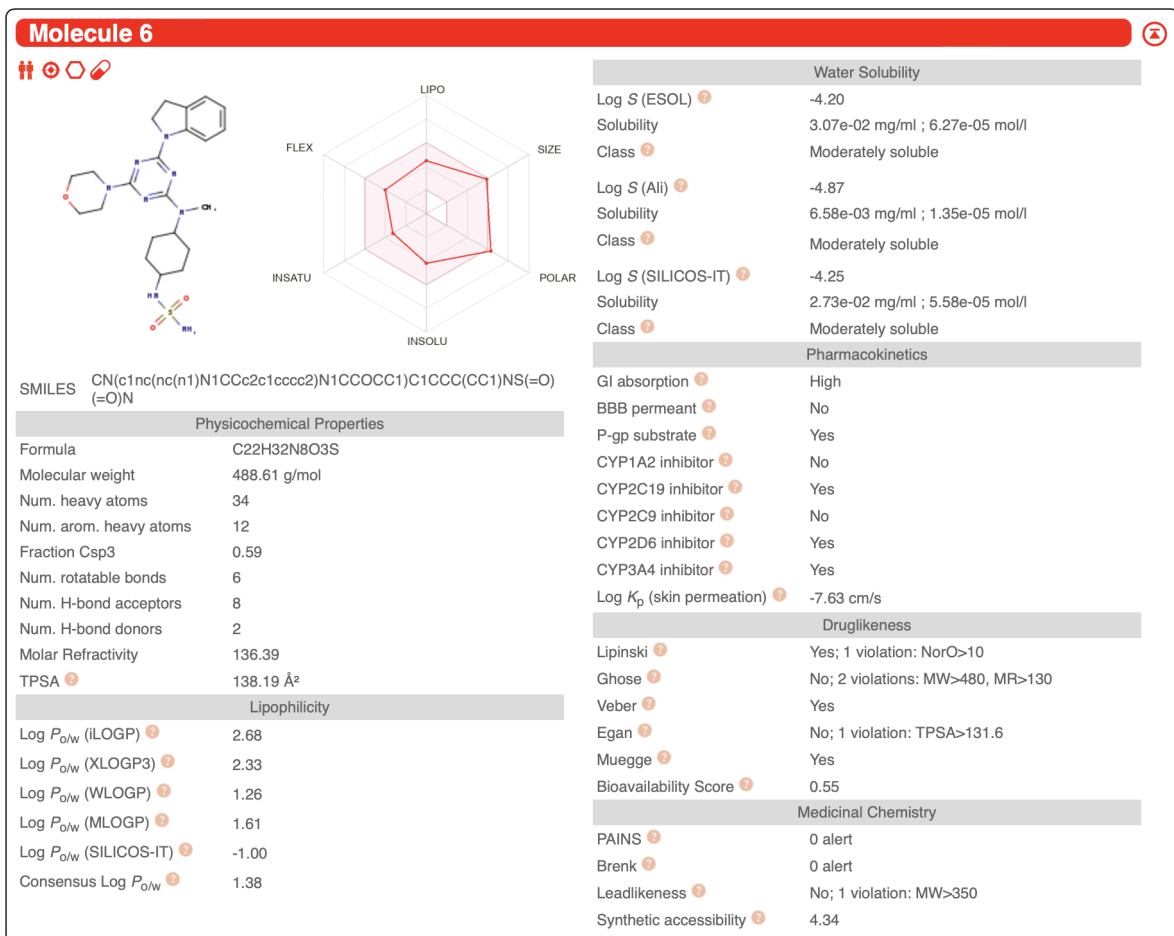 Molecule 6
LIPO
FLEX
SIZE
INSATU
POLAR
INSOLU
SMILES CN(c1nc(nc(n1)N1CCc2c1cccc2)N1CCOCC1)C1CCC(CC1)NS(=O)
(=O)N
Physicochemical Properties
Formula C22H32N8O3S
Molecular weight 488.61 g/mol
Num. heavy atoms 34
Num. arom. heavy atoms 12
Fraction Csp3 0.59
Num. rotatable bonds 6
Num. H-bond acceptors 8
Num. H-bond donors 2
Molar Refractivity 136.39
TPSA ? 138.19 Å²
Lipophilicity
Log Po/w (iLOGP) ? 2.68
Log Po/w (XLOGP3) ? 2.33
Log Po/w (WLOGP) ? 1.26
Log Po/w (MLOGP) ? 1.61
Log Po/w (SILICOS-IT) ? -1.00
Consensus Log Po/w ? 1.38
Water Solubility
Log S (ESOL) ? -4.20
Solubility 3.07e-02 mg/ml ; 6.27e-05 mol/l
Class ? Moderately soluble
Log S (Ali) ? -4.87
Solubility 6.58e-03 mg/ml ; 1.35e-05 mol/l
Class ? Moderately soluble
Log S (SILICOS-IT) ? -4.25
Solubility 2.73e-02 mg/ml ; 5.58e-05 mol/l
Class ? Moderately soluble
Pharmacokinetics
GI absorption ? High
BBB permeant ? No
P-gp substrate ? Yes
CYP1A2 inhibitor ? No
CYP2C19 inhibitor ? Yes
CYP2C9 inhibitor ? No
CYP2D6 inhibitor ? Yes
CYP3A4 inhibitor ? Yes
Log Kp (skin permeation) ? -7.63 cm/s
Druglikeness
Lipinski ? Yes; 1 violation: NorO>10
Ghose ? No; 2 violations: MW>480, MR>130
Veber ? Yes
Egan ? No; 1 violation: TPSA>131.6
Muegge ? Yes
Bioavailability Score ? 0.55
Medicinal Chemistry
PAINS ? 0 alert
Brenk ? 0 alert
Leadlikeness ? No; 1 violation: MW>350
Synthetic accessibility ? 4.34